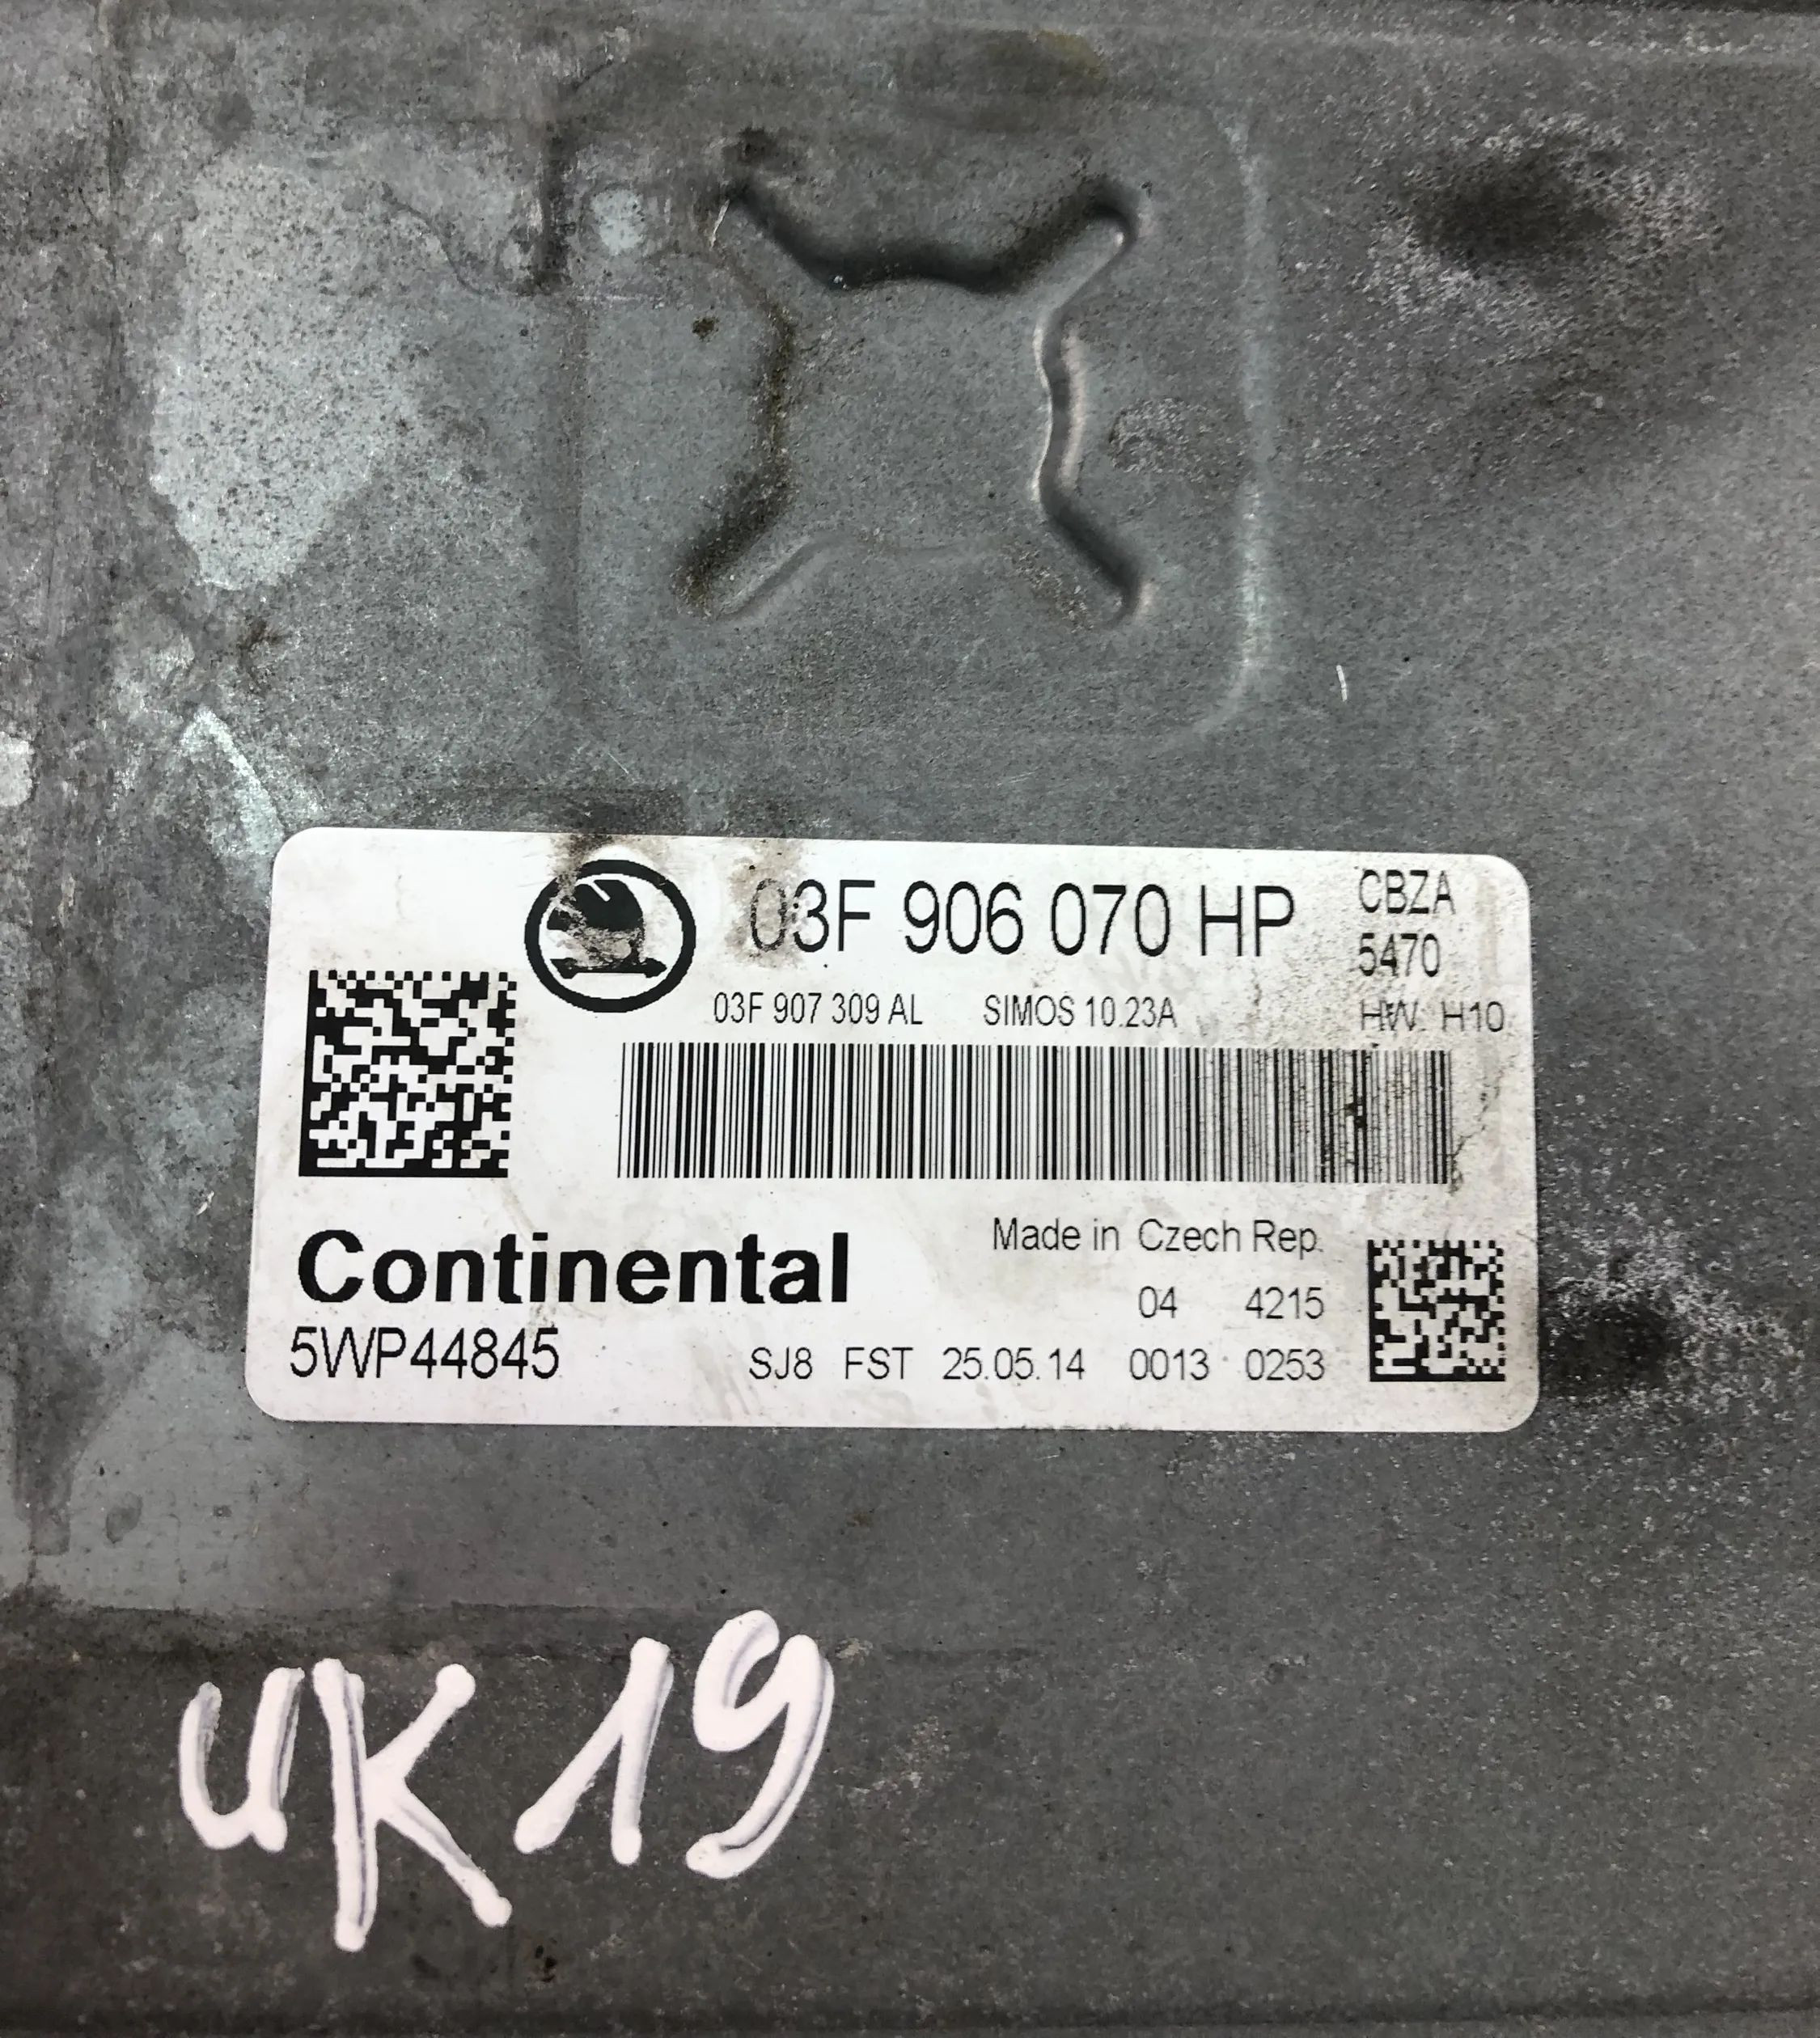 03F 906 070 HP
CBZA
5470
03F 907 309 AL SIMOS 10.23A HW: H10
Continental
Made in Czech Rep.
04 4215
5WP44845
SJ8 FST 25.05.14 0013 0253
UK19